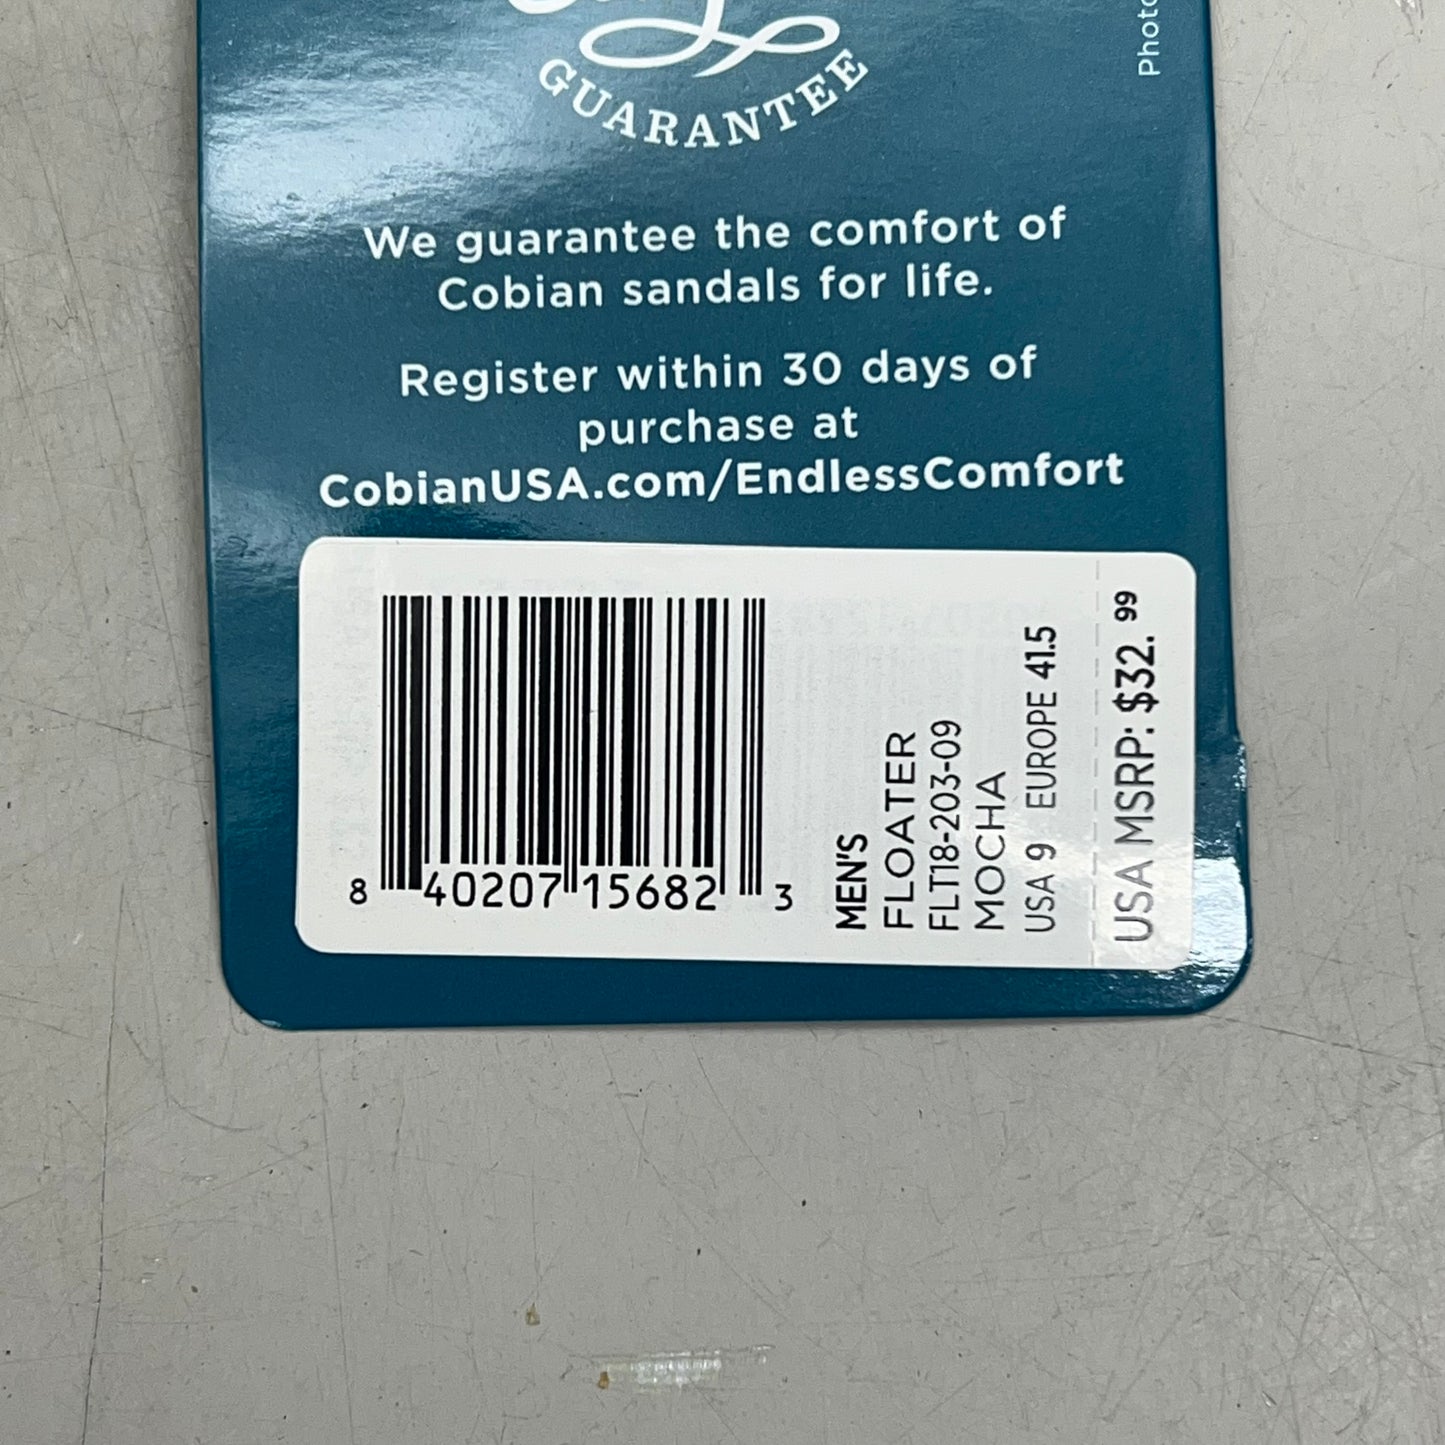 GUARANTEE
We guarantee the comfort of
Cobian sandals for life.
Register within 30 days of
purchase at
CobianUSA.com/EndlessComfort
8 40207 15682 3
MEN'S
FLOATER
FLT18-203-09
MOCHA
USA 9 EUROPE 41.5
USA MSRP: $32.99